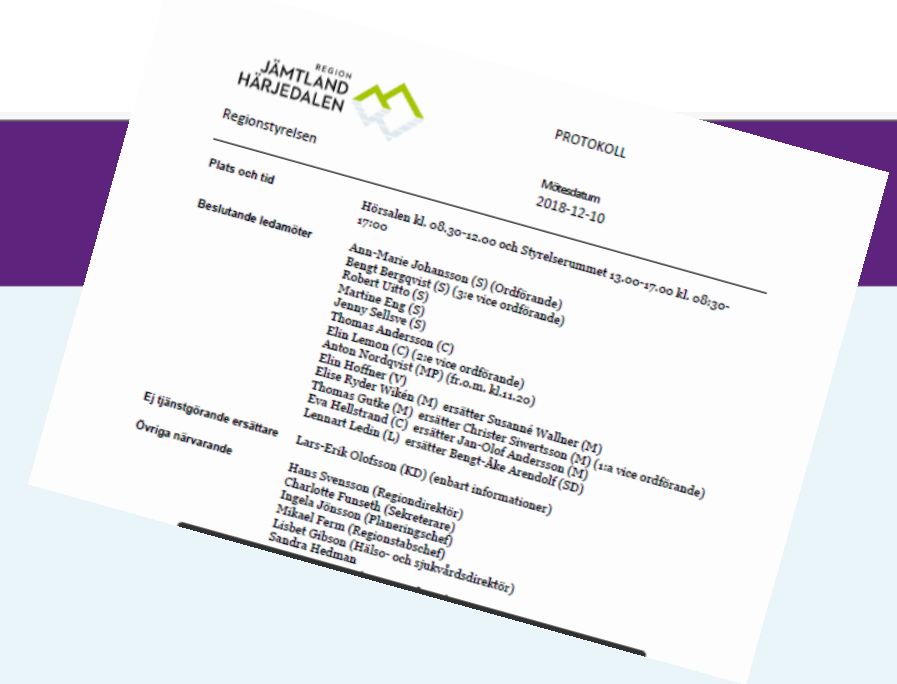 REGION
JÄMTLAND
HÄRJEDALEN
Regionstyrelsen
PROTOKOLL
Mötesdatum
2018-12-10
Plats och tid
Hörsalen kl. 08.30-12.00 och Styrelserummet 13.00-17.00 kl. 08:30-
17:00
Beslutande ledamöter
Ann-Marie Johansson (S) (Ordförande)
Bengt Bergqvist (S) (3:e vice ordförande)
Robert Uitto (S)
Martine Eng (S)
Jenny Sellsve (S)
Thomas Andersson (C)
Elin Lemon (C) (2:e vice ordförande)
Anton Nordqvist (MP) (fr.o.m. kl.11.20)
Elin Hoffner (V)
Elise Ryder Wikén (M) ersätter Susanné Wallner (M)
Thomas Gutke (M) ersätter Christer Siwertsson (M) (1:a vice ordförande)
Eva Hellstrand (C) ersätter Jan-Olof Andersson (M)
Lennart Ledin (L) ersätter Bengt-Åke Arendolf (SD)
Ej tjänstgörande ersättare
Lars-Erik Olofsson (KD) (enbart informationer)
Övriga närvarande
Hans Svensson (Regiondirektör)
Charlotte Funseth (Sekreterare)
Ingela Jönsson (Planeringschef)
Mikael Ferm (Regionstabschef)
Lisbet Gibson (Hälso- och sjukvårdsdirektör)
Sandra Hedman